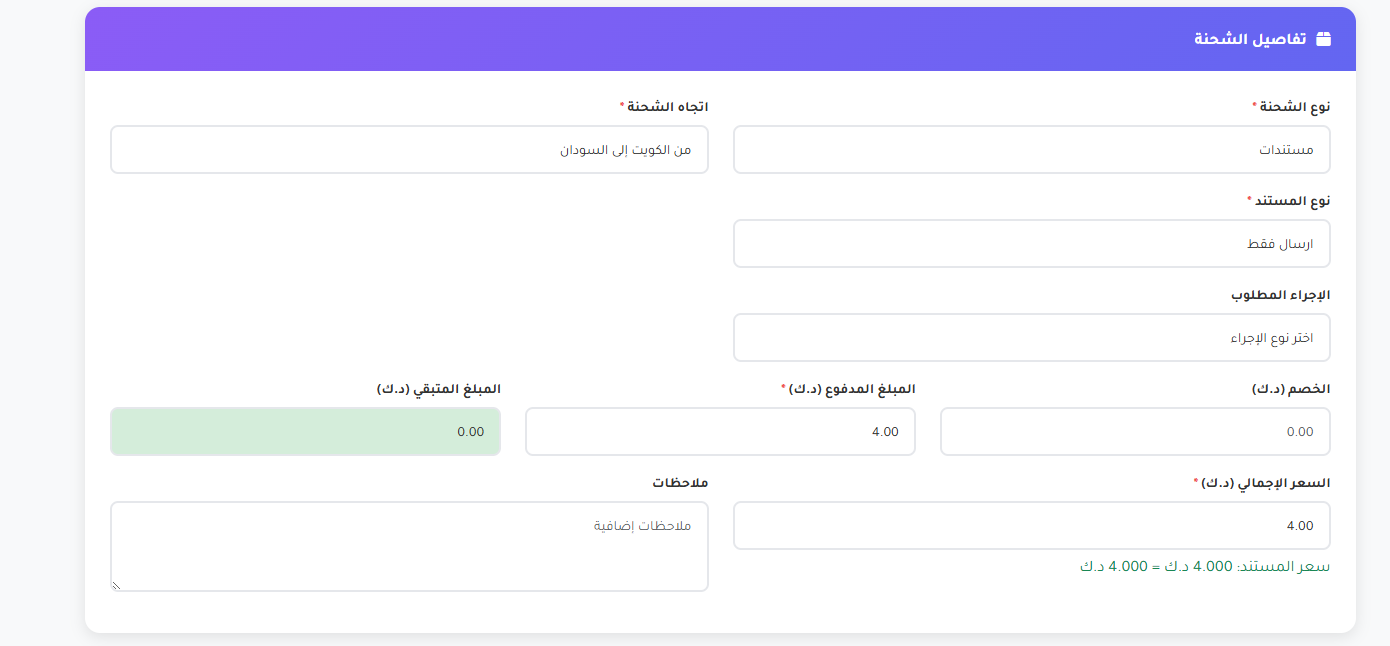 تفاصيل الشحنة
نوع الشحنة *
اتجاه الشحنة *
مستندات
من الكويت إلى السودان
نوع المستند *
ارسال فقط
الإجراء المطلوب
اختر نوع الإجراء
الخصم (د.ك)
المبلغ المدفوع (د.ك) *
المبلغ المتبقي (د.ك)
0.00
4.00
0.00
السعر الإجمالي (د.ك) *
ملاحظات
4.00
ملاحظات إضافية
سعر المستند: 4.000 د.ك = 4.000 د.ك